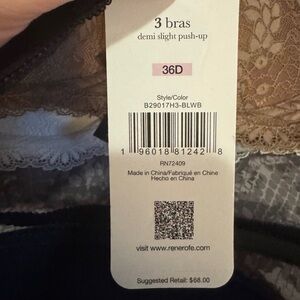 3 bras
demi slight push-up
36D
Style/Color
B29017H3-BLWB
1 96018 81242 8
RN72409
Made in China/Fabriqué en Chine
Hecho en China
visit www.renerofe.com
Suggested Retail: $68.00